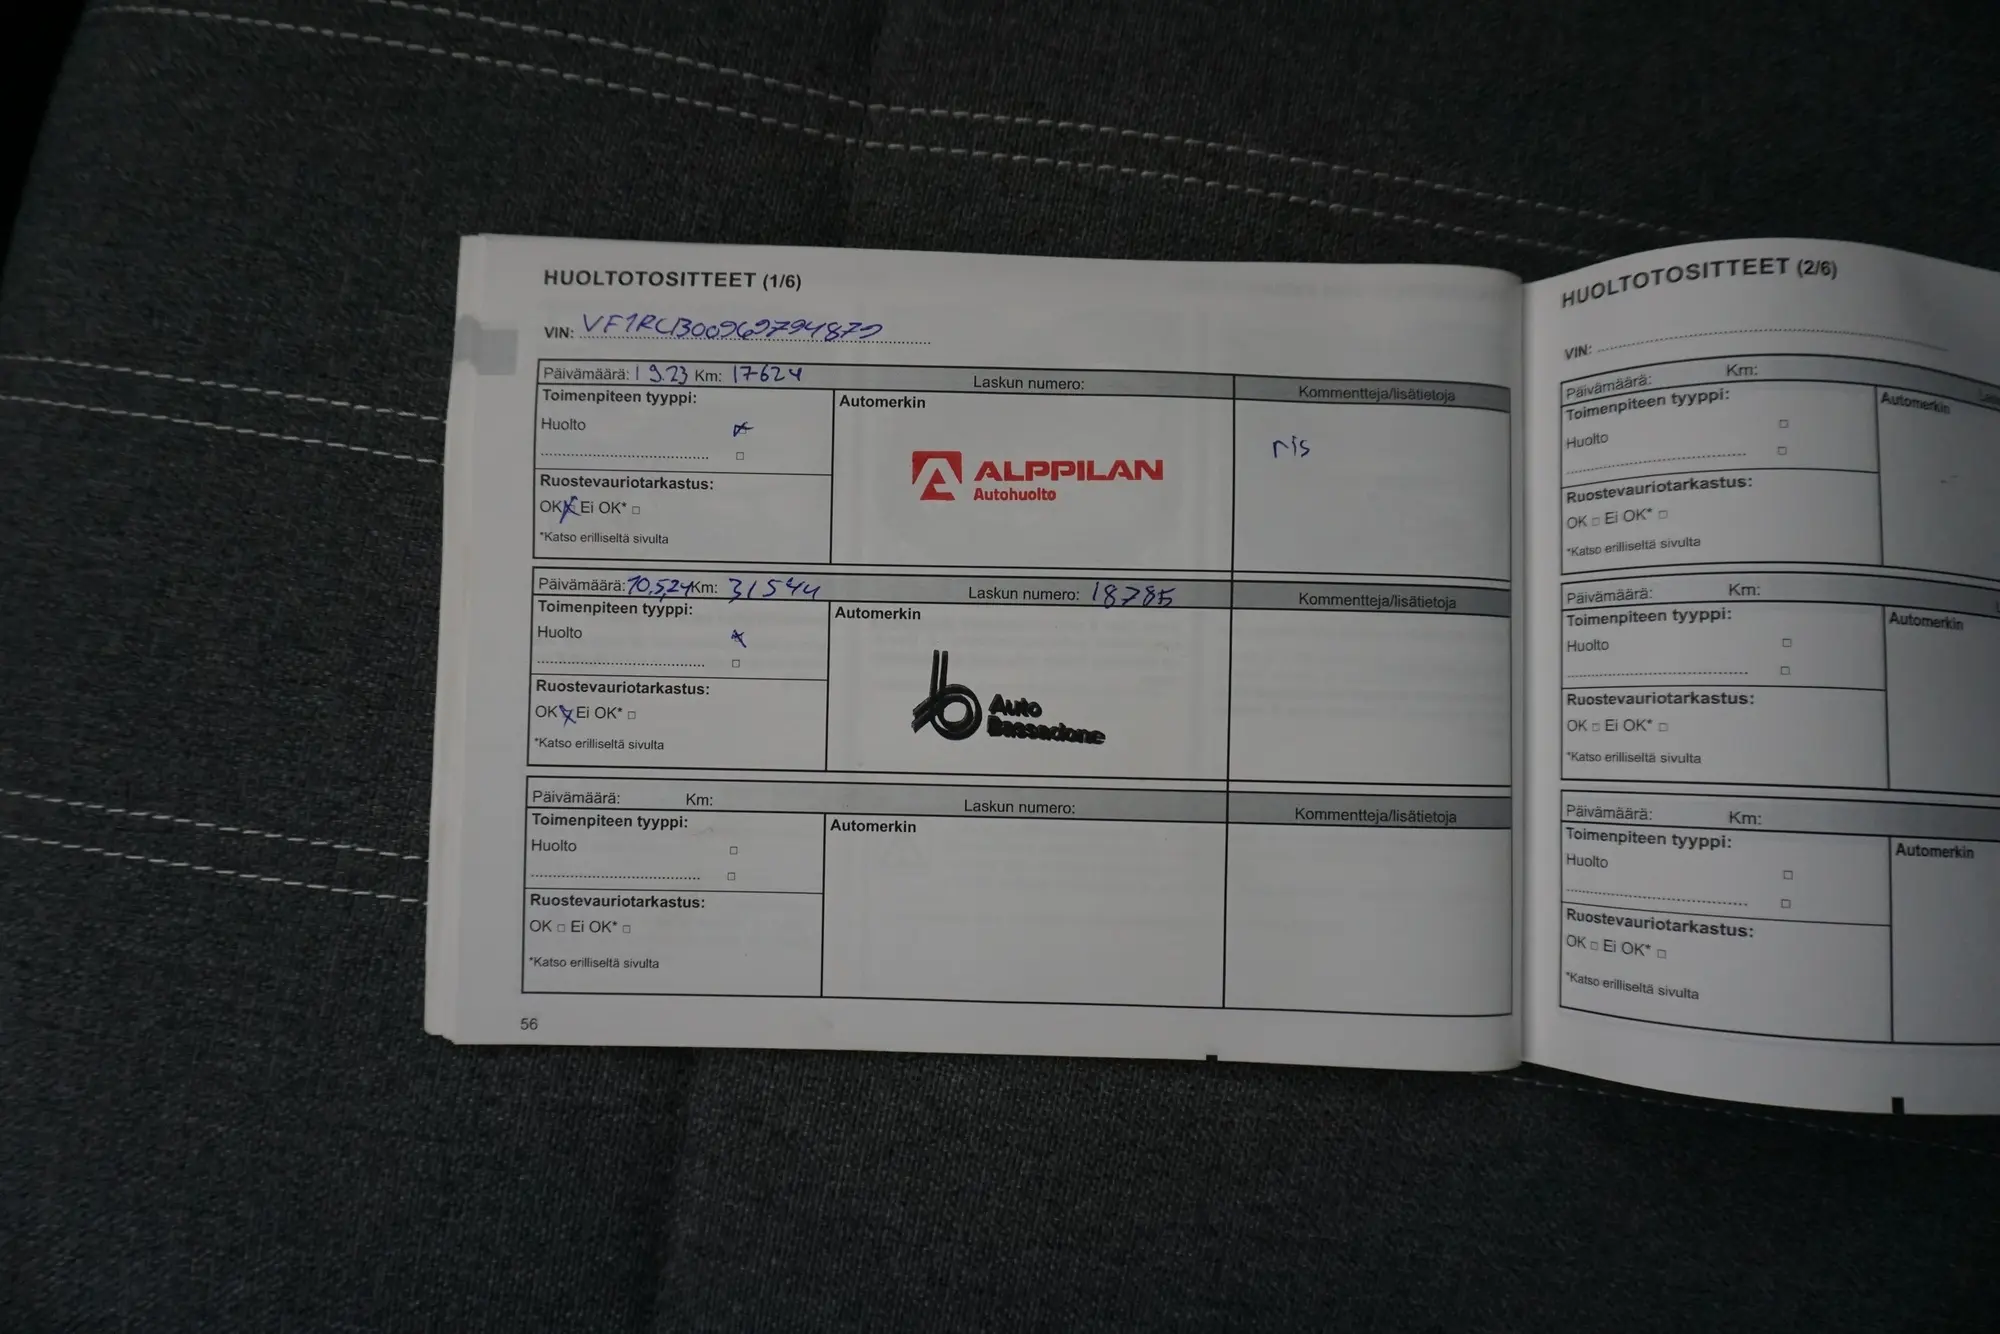 HUOLTOTOSITTEET (1/6)
VIN: VF1RCB00969794879
Päivämäärä: 1 9.23 Km: 17624 Laskun numero: Kommentteja/lisätietoja
Toimenpiteen tyyppi: Automerkin
Huolto
ALPPILAN
Autohuolto
ris
Ruostevauriotarkastus:
OK Ei OK*
*Katso erilliseltä sivulta
Päivämäärä: 10.5.24 Km: 31544 Laskun numero: 18785 Kommentteja/lisätietoja
Toimenpiteen tyyppi: Automerkin
Huolto
Auto
Bassadone
Ruostevauriotarkastus:
OK Ei OK*
*Katso erilliseltä sivulta
Päivämäärä: Km: Laskun numero: Kommentteja/lisätietoja
Toimenpiteen tyyppi: Automerkin
Huolto
Ruostevauriotarkastus:
OK Ei OK*
*Katso erilliseltä sivulta
56
HUOLTOTOSITTEET (2/6)
VIN:
Päivämäärä: Km:
Toimenpiteen tyyppi: Automerkin
Huolto
Ruostevauriotarkastus:
OK Ei OK*
*Katso erilliseltä sivulta
Päivämäärä: Km:
Toimenpiteen tyyppi: Automerkin
Huolto
Ruostevauriotarkastus:
OK Ei OK*
*Katso erilliseltä sivulta
Päivämäärä: Km:
Toimenpiteen tyyppi: Automerkin
Huolto
Ruostevauriotarkastus:
OK Ei OK*
*Katso erilliseltä sivulta